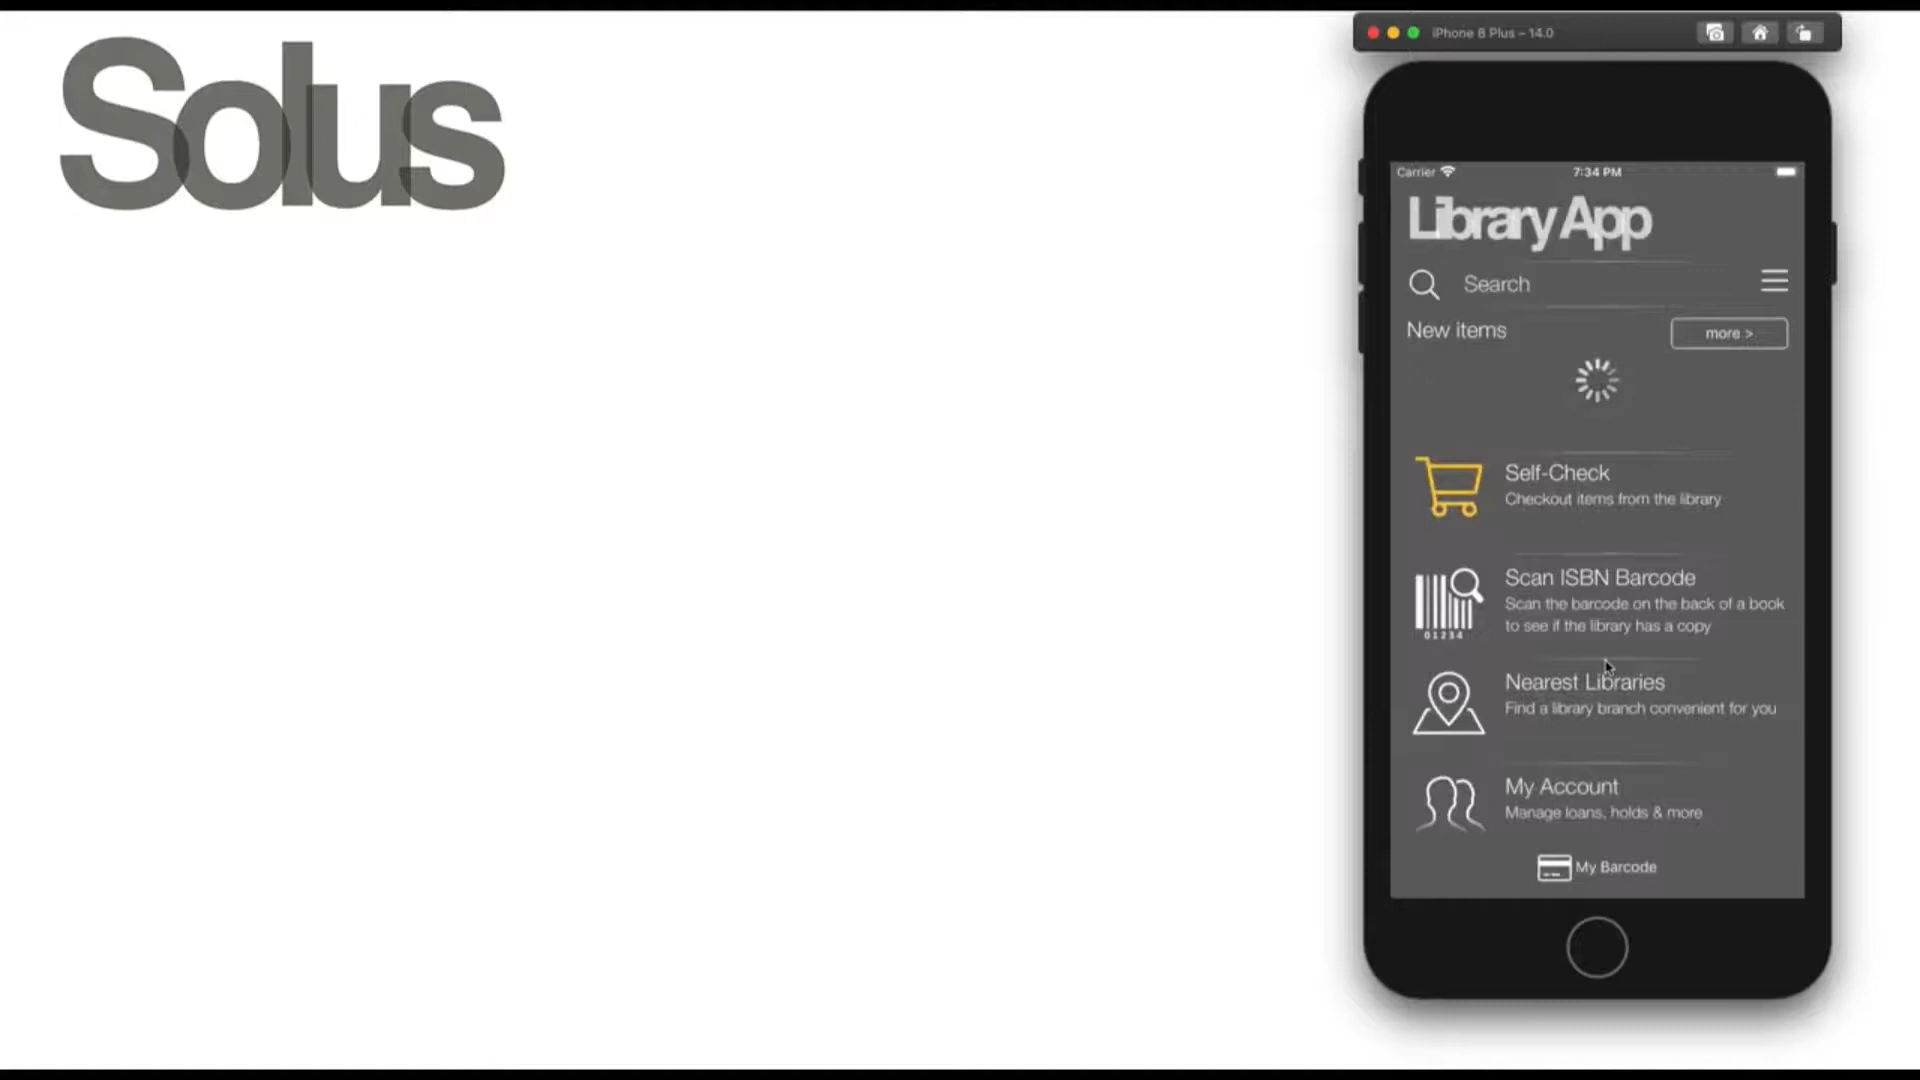 Solus
iPhone 8 Plus – 14.0
Carrier
7:34 PM
Library App
Search
New items
more >
Self-Check
Checkout items from the library
Scan ISBN Barcode
Scan the barcode on the back of a book
to see if the library has a copy
01234
Nearest Libraries
Find a library branch convenient for you
My Account
Manage loans, holds & more
My Barcode